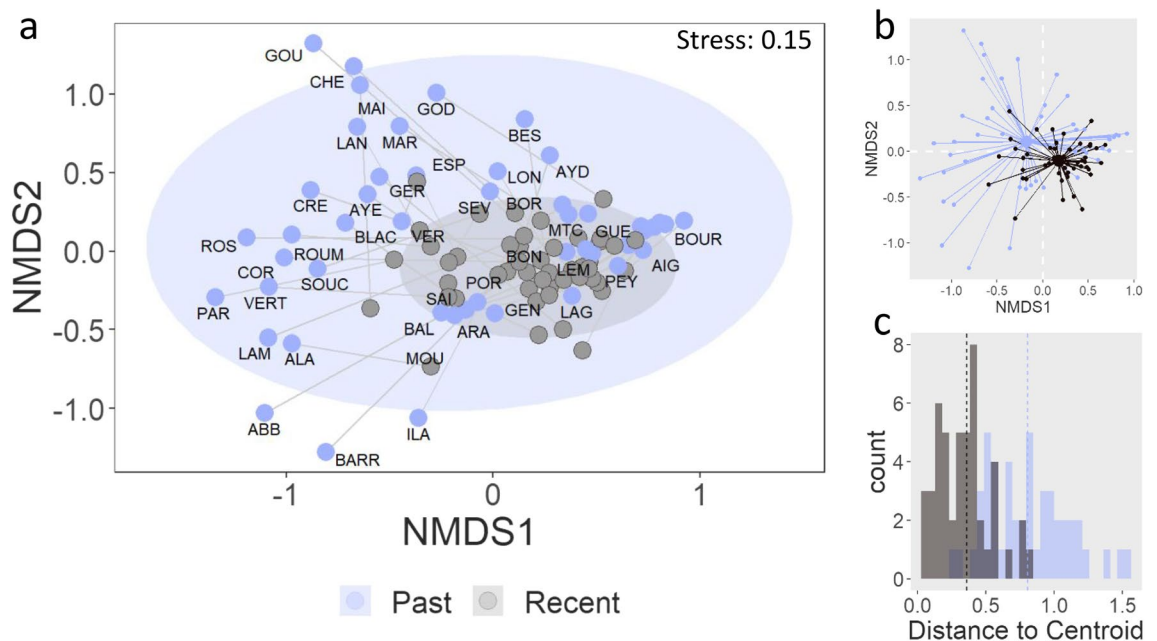 a
Stress: 0.15
GOU
CHE
MAI
GOD
LAN
MAR
BES
ESP
AYD
GER
LON
CRE
AYE
SEV
BOR
ROS
BLAC
VER
MTC
GUE
BOUR
ROUM
BON
COR
SOUC
LEM
AIG
VERT
POR
PEY
PAR
SAI
GEN
LAG
BAL
ARA
LAM
ALA
MOU
ABB
ILA
BARR
1.0
0.5
0.0
-0.5
-1.0
NMDS2
-1
0
1
NMDS1
Past
Recent
b
1.0
0.5
0.0
-0.5
-1.0
NMDS2
-1.0
-0.5
0.0
0.5
1.0
NMDS1
c
8
6
4
2
0
count
0.0
0.5
1.0
1.5
Distance to Centroid